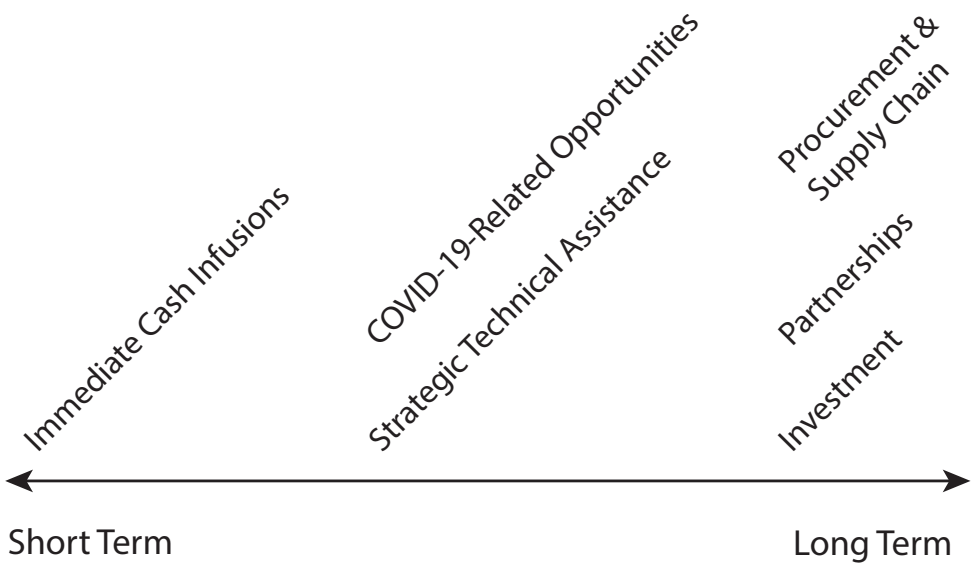 Immediate Cash Infusions
COVID-19-Related Opportunities
Strategic Technical Assistance
Procurement &
Supply Chain
Partnerships
Investment
Short Term
Long Term